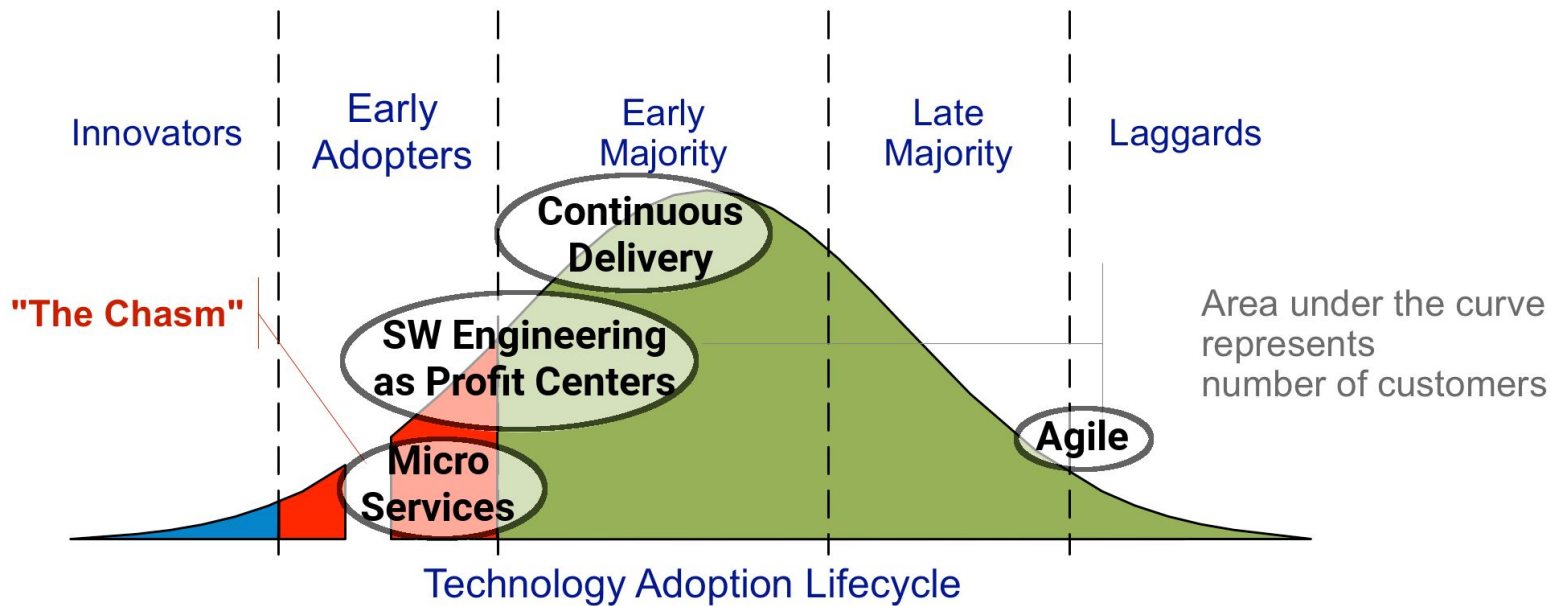 Innovators
Early
Adopters
Early
Majority
Late
Majority
Laggards
Continuous
Delivery
"The Chasm"
SW Engineering
as Profit Centers
Area under the curve
represents
number of customers
Agile
Micro
Services
Technology Adoption Lifecycle